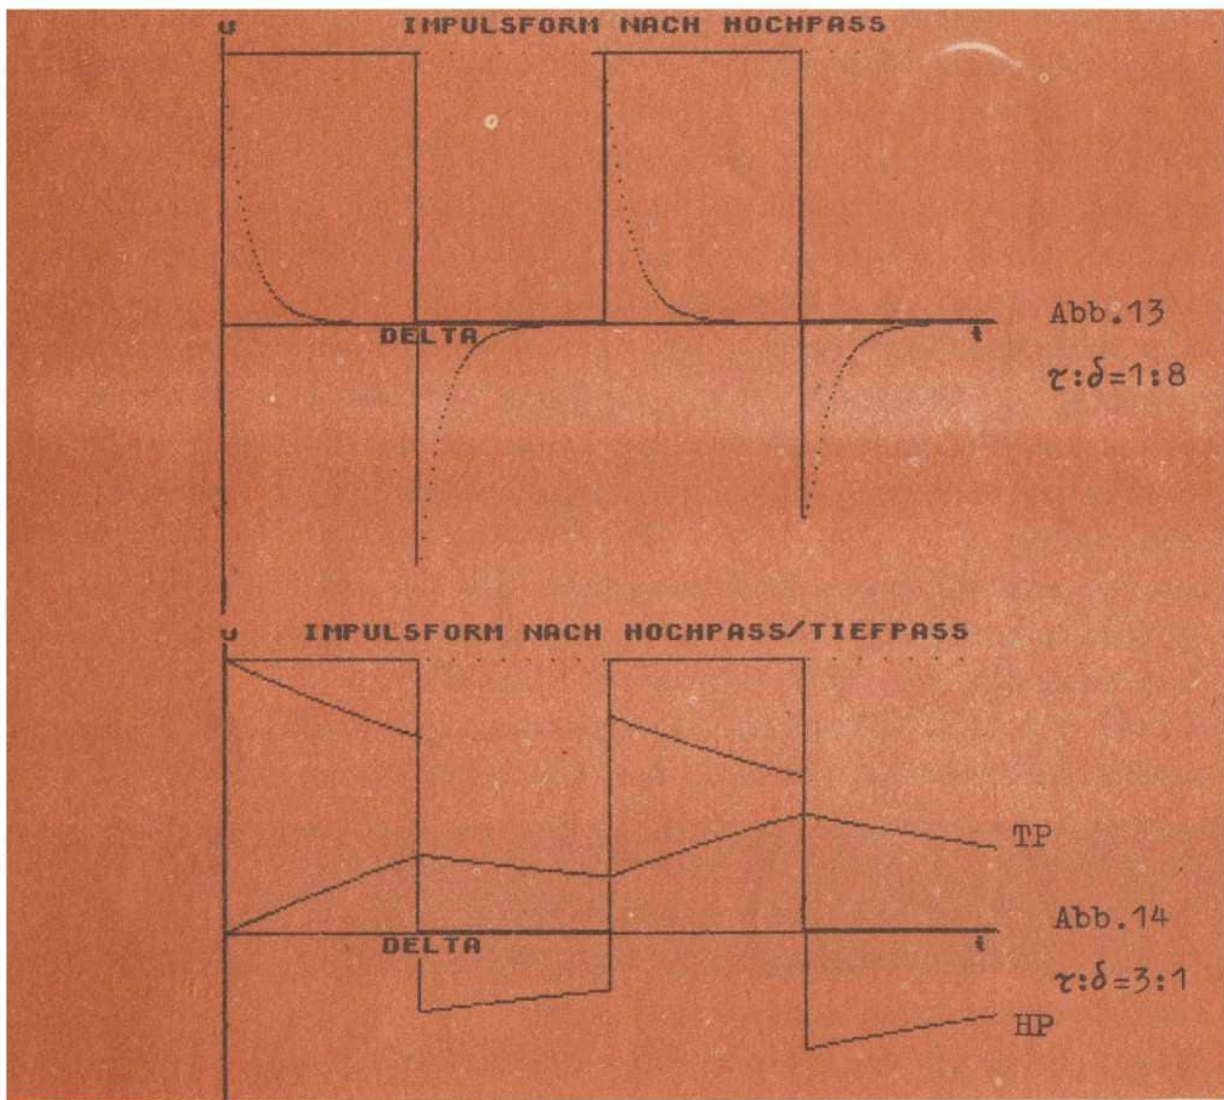 U IMPULSFORM NACH HOCHPASS
DELTA
t
Abb.13
τ:δ=1:8
U IMPULSFORM NACH HOCHPASS/TIEFPASS
TP
DELTA
t
Abb.14
τ:δ=3:1
HP